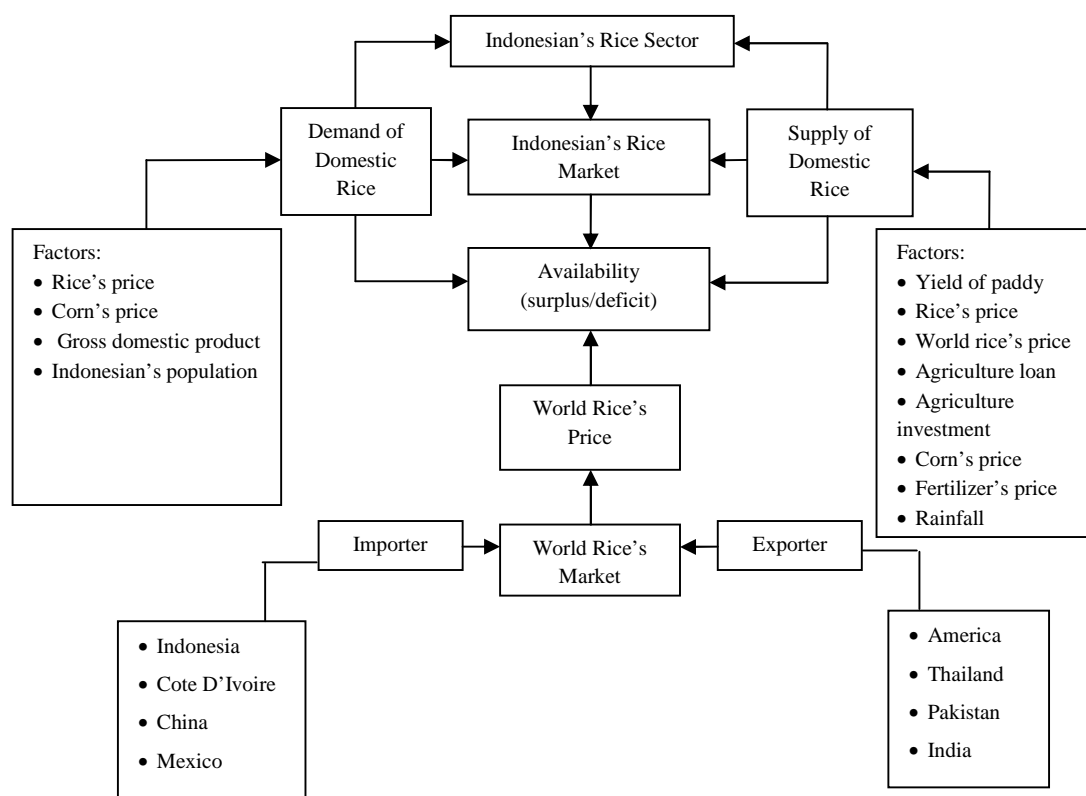 Indonesian’s Rice Sector
Demand of
Domestic
Rice
Indonesian’s Rice
Market
Supply of
Domestic
Rice
Factors:
• Rice’s price
• Corn’s price
• Gross domestic product
• Indonesian’s population
Availability
(surplus/deficit)
Factors:
• Yield of paddy
• Rice’s price
• World rice’s price
• Agriculture loan
• Agriculture
investment
• Corn’s price
• Fertilizer’s price
• Rainfall
World Rice’s
Price
Importer
World Rice’s
Market
Exporter
• Indonesia
• Cote D’Ivoire
• China
• Mexico
• America
• Thailand
• Pakistan
• India